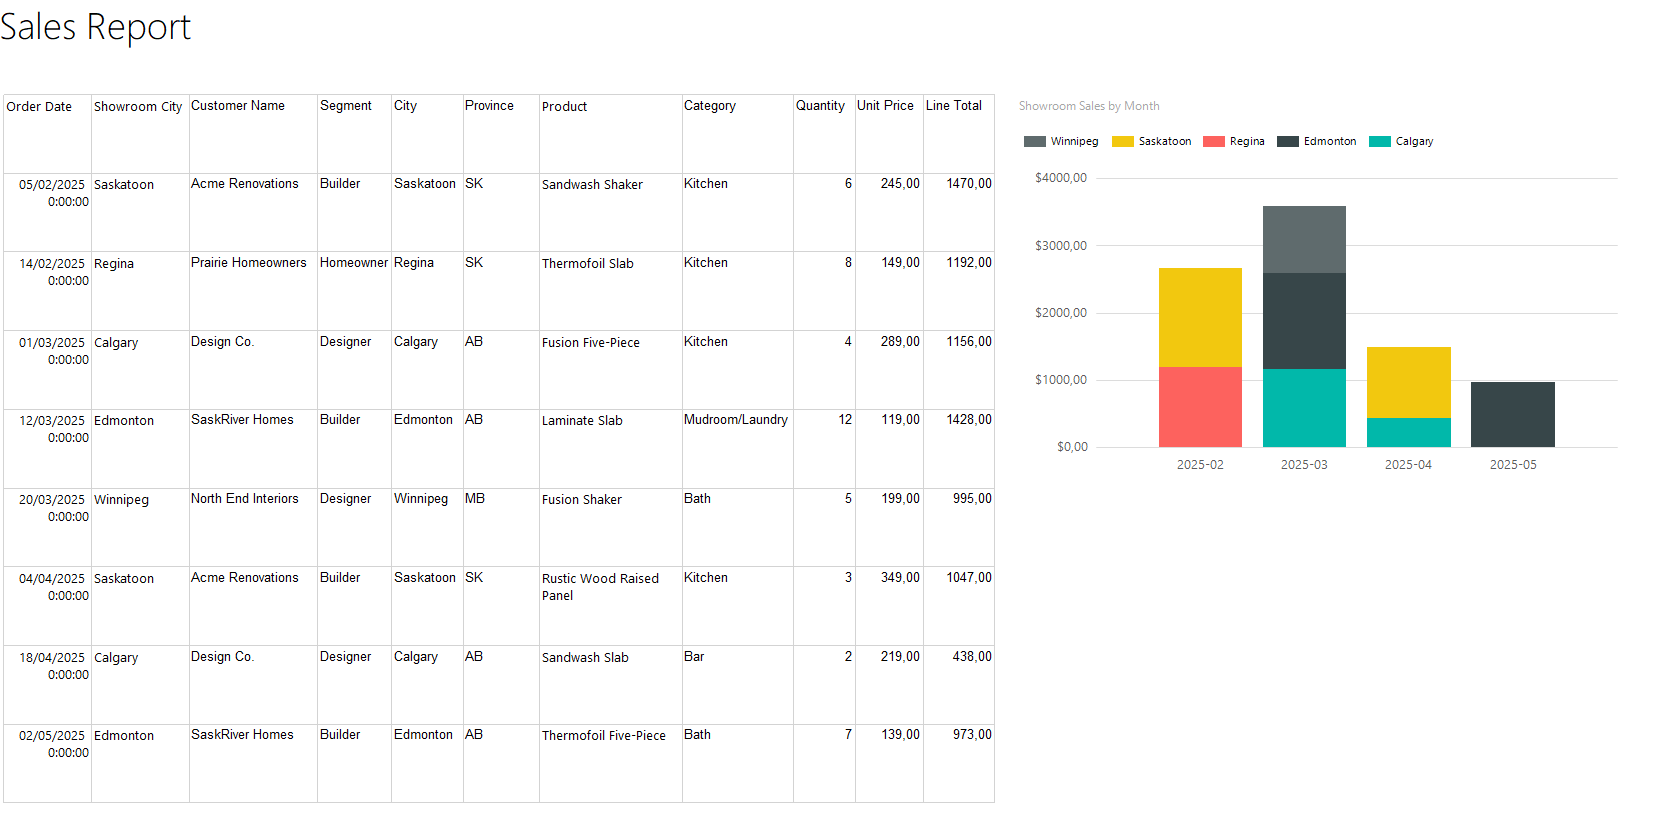 Sales Report
Order Date Showroom City Customer Name Segment City Province Product Category Quantity Unit Price Line Total
05/02/2025 Saskatoon Acme Renovations Builder Saskatoon SK Sandwash Shaker Kitchen 6 245,00 1470,00
0:00:00
14/02/2025 Regina Prairie Homeowners Homeowner Regina SK Thermofoil Slab Kitchen 8 149,00 1192,00
0:00:00
01/03/2025 Calgary Design Co. Designer Calgary AB Fusion Five-Piece Kitchen 4 289,00 1156,00
0:00:00
12/03/2025 Edmonton SaskRiver Homes Builder Edmonton AB Laminate Slab Mudroom/Laundry 12 119,00 1428,00
0:00:00
20/03/2025 Winnipeg North End Interiors Designer Winnipeg MB Fusion Shaker Bath 5 199,00 995,00
0:00:00
04/04/2025 Saskatoon Acme Renovations Builder Saskatoon SK Rustic Wood Raised Kitchen 3 349,00 1047,00
0:00:00 Panel
18/04/2025 Calgary Design Co. Designer Calgary AB Sandwash Slab Bar 2 219,00 438,00
0:00:00
02/05/2025 Edmonton SaskRiver Homes Builder Edmonton AB Thermofoil Five-Piece Bath 7 139,00 973,00
0:00:00
Showroom Sales by Month
Winnipeg Saskatoon Regina Edmonton Calgary
$4000,00
$3000,00
$2000,00
$1000,00
$0,00
2025-02 2025-03 2025-04 2025-05